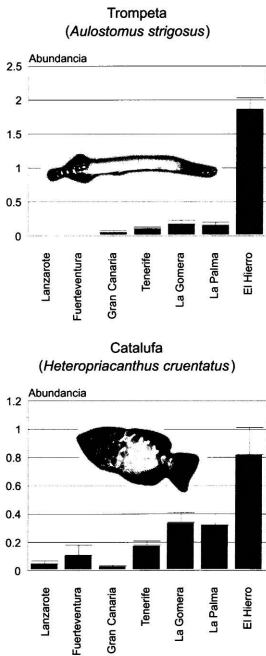 Trompeta
(Aulostomus strigosus)
Abundancia
2.5
2
1.5
1
0.5
0
Lanzarote
Fuerteventura
Gran Canaria
Tenerife
La Gomera
La Palma
El Hierro
Catalufa
(Heteropriacanthus cruentatus)
Abundancia
1.2
1
0.8
0.6
0.4
0.2
0
Lanzarote
Fuerteventura
Gran Canaria
Tenerife
La Gomera
La Palma
El Hierro